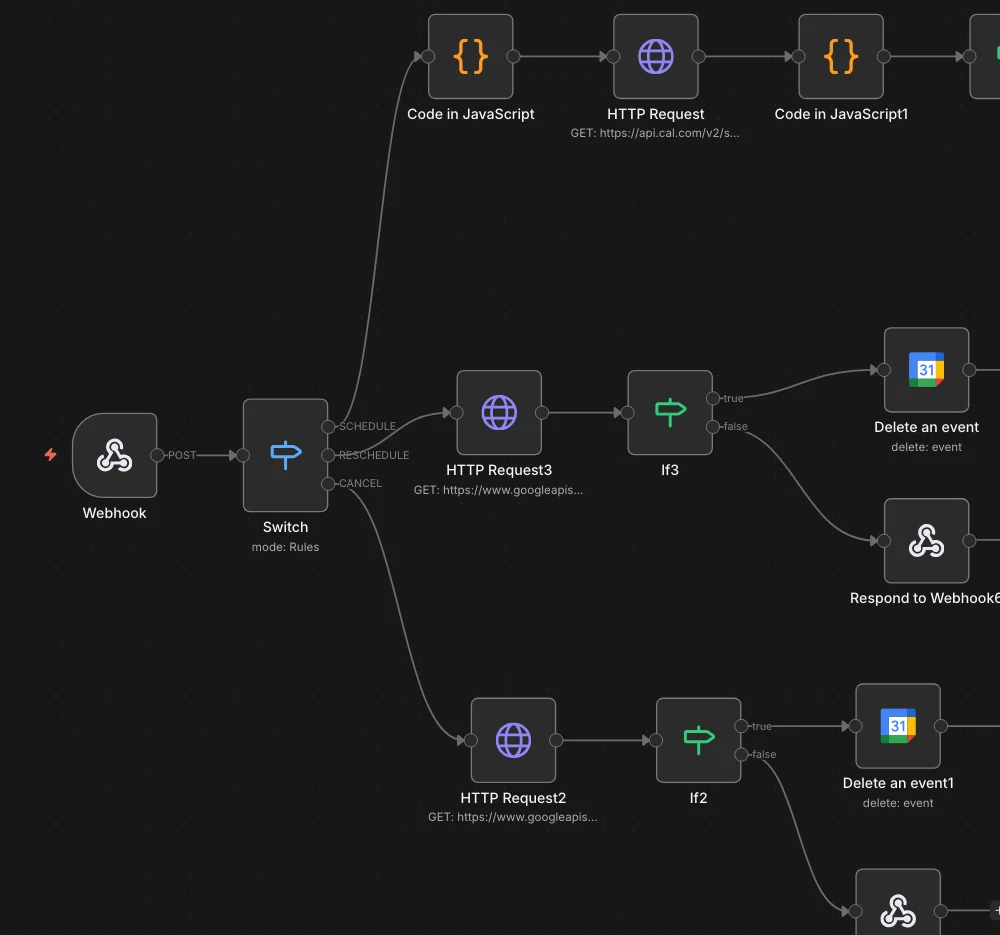 Code in JavaScript
HTTP Request
GET: https://api.cal.com/v2/s...
Code in JavaScript1
Webhook
POST
Switch
mode: Rules
SCHEDULE
RESCHEDULE
CANCEL
HTTP Request3
GET: https://www.googleapis...
If3
true
false
31
Delete an event
delete: event
Respond to Webhook6
HTTP Request2
GET: https://www.googleapis...
If2
true
false
31
Delete an event1
delete: event